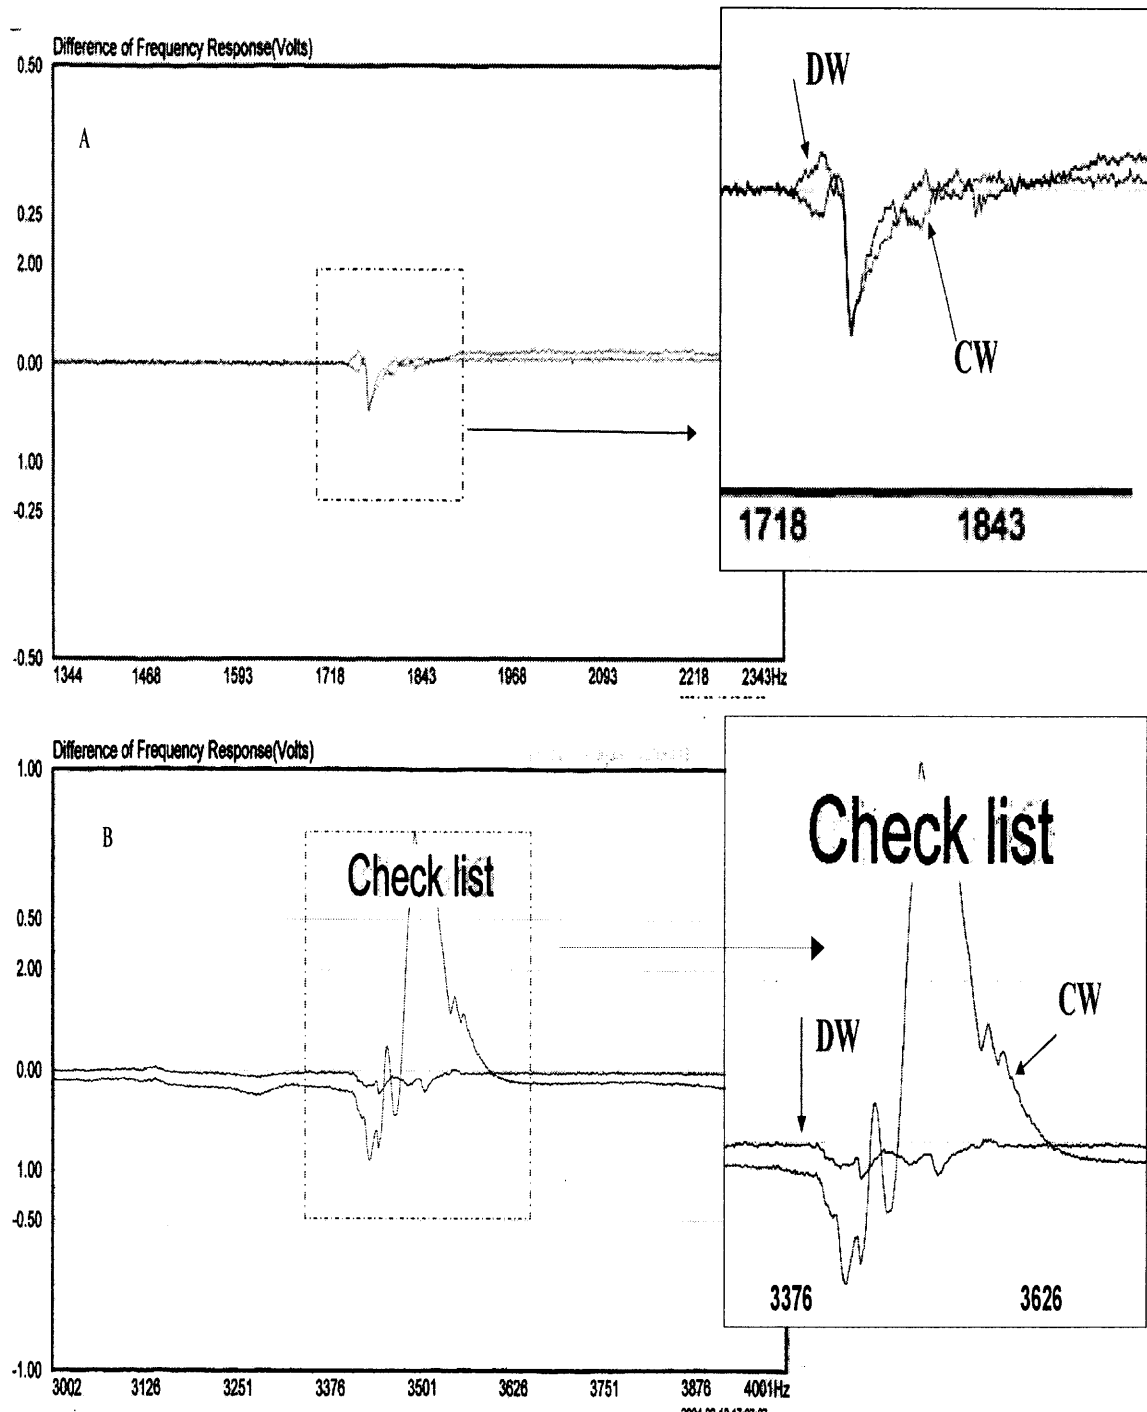 Difference of Frequency Response(Volts)
0.50
A
0.25
2.00
0.00
1.00
-0.25
-0.50
1344 1468 1593 1718 1843 1968 2093 2218 2343Hz
DW
CW
1718 1843
Difference of Frequency Response(Volts)
1.00
B
Check list
0.50
2.00
0.00
1.00
-0.50
-1.00
3002 3126 3251 3376 3501 3626 3751 3876 4001Hz
Check list
CW
DW
3376 3626